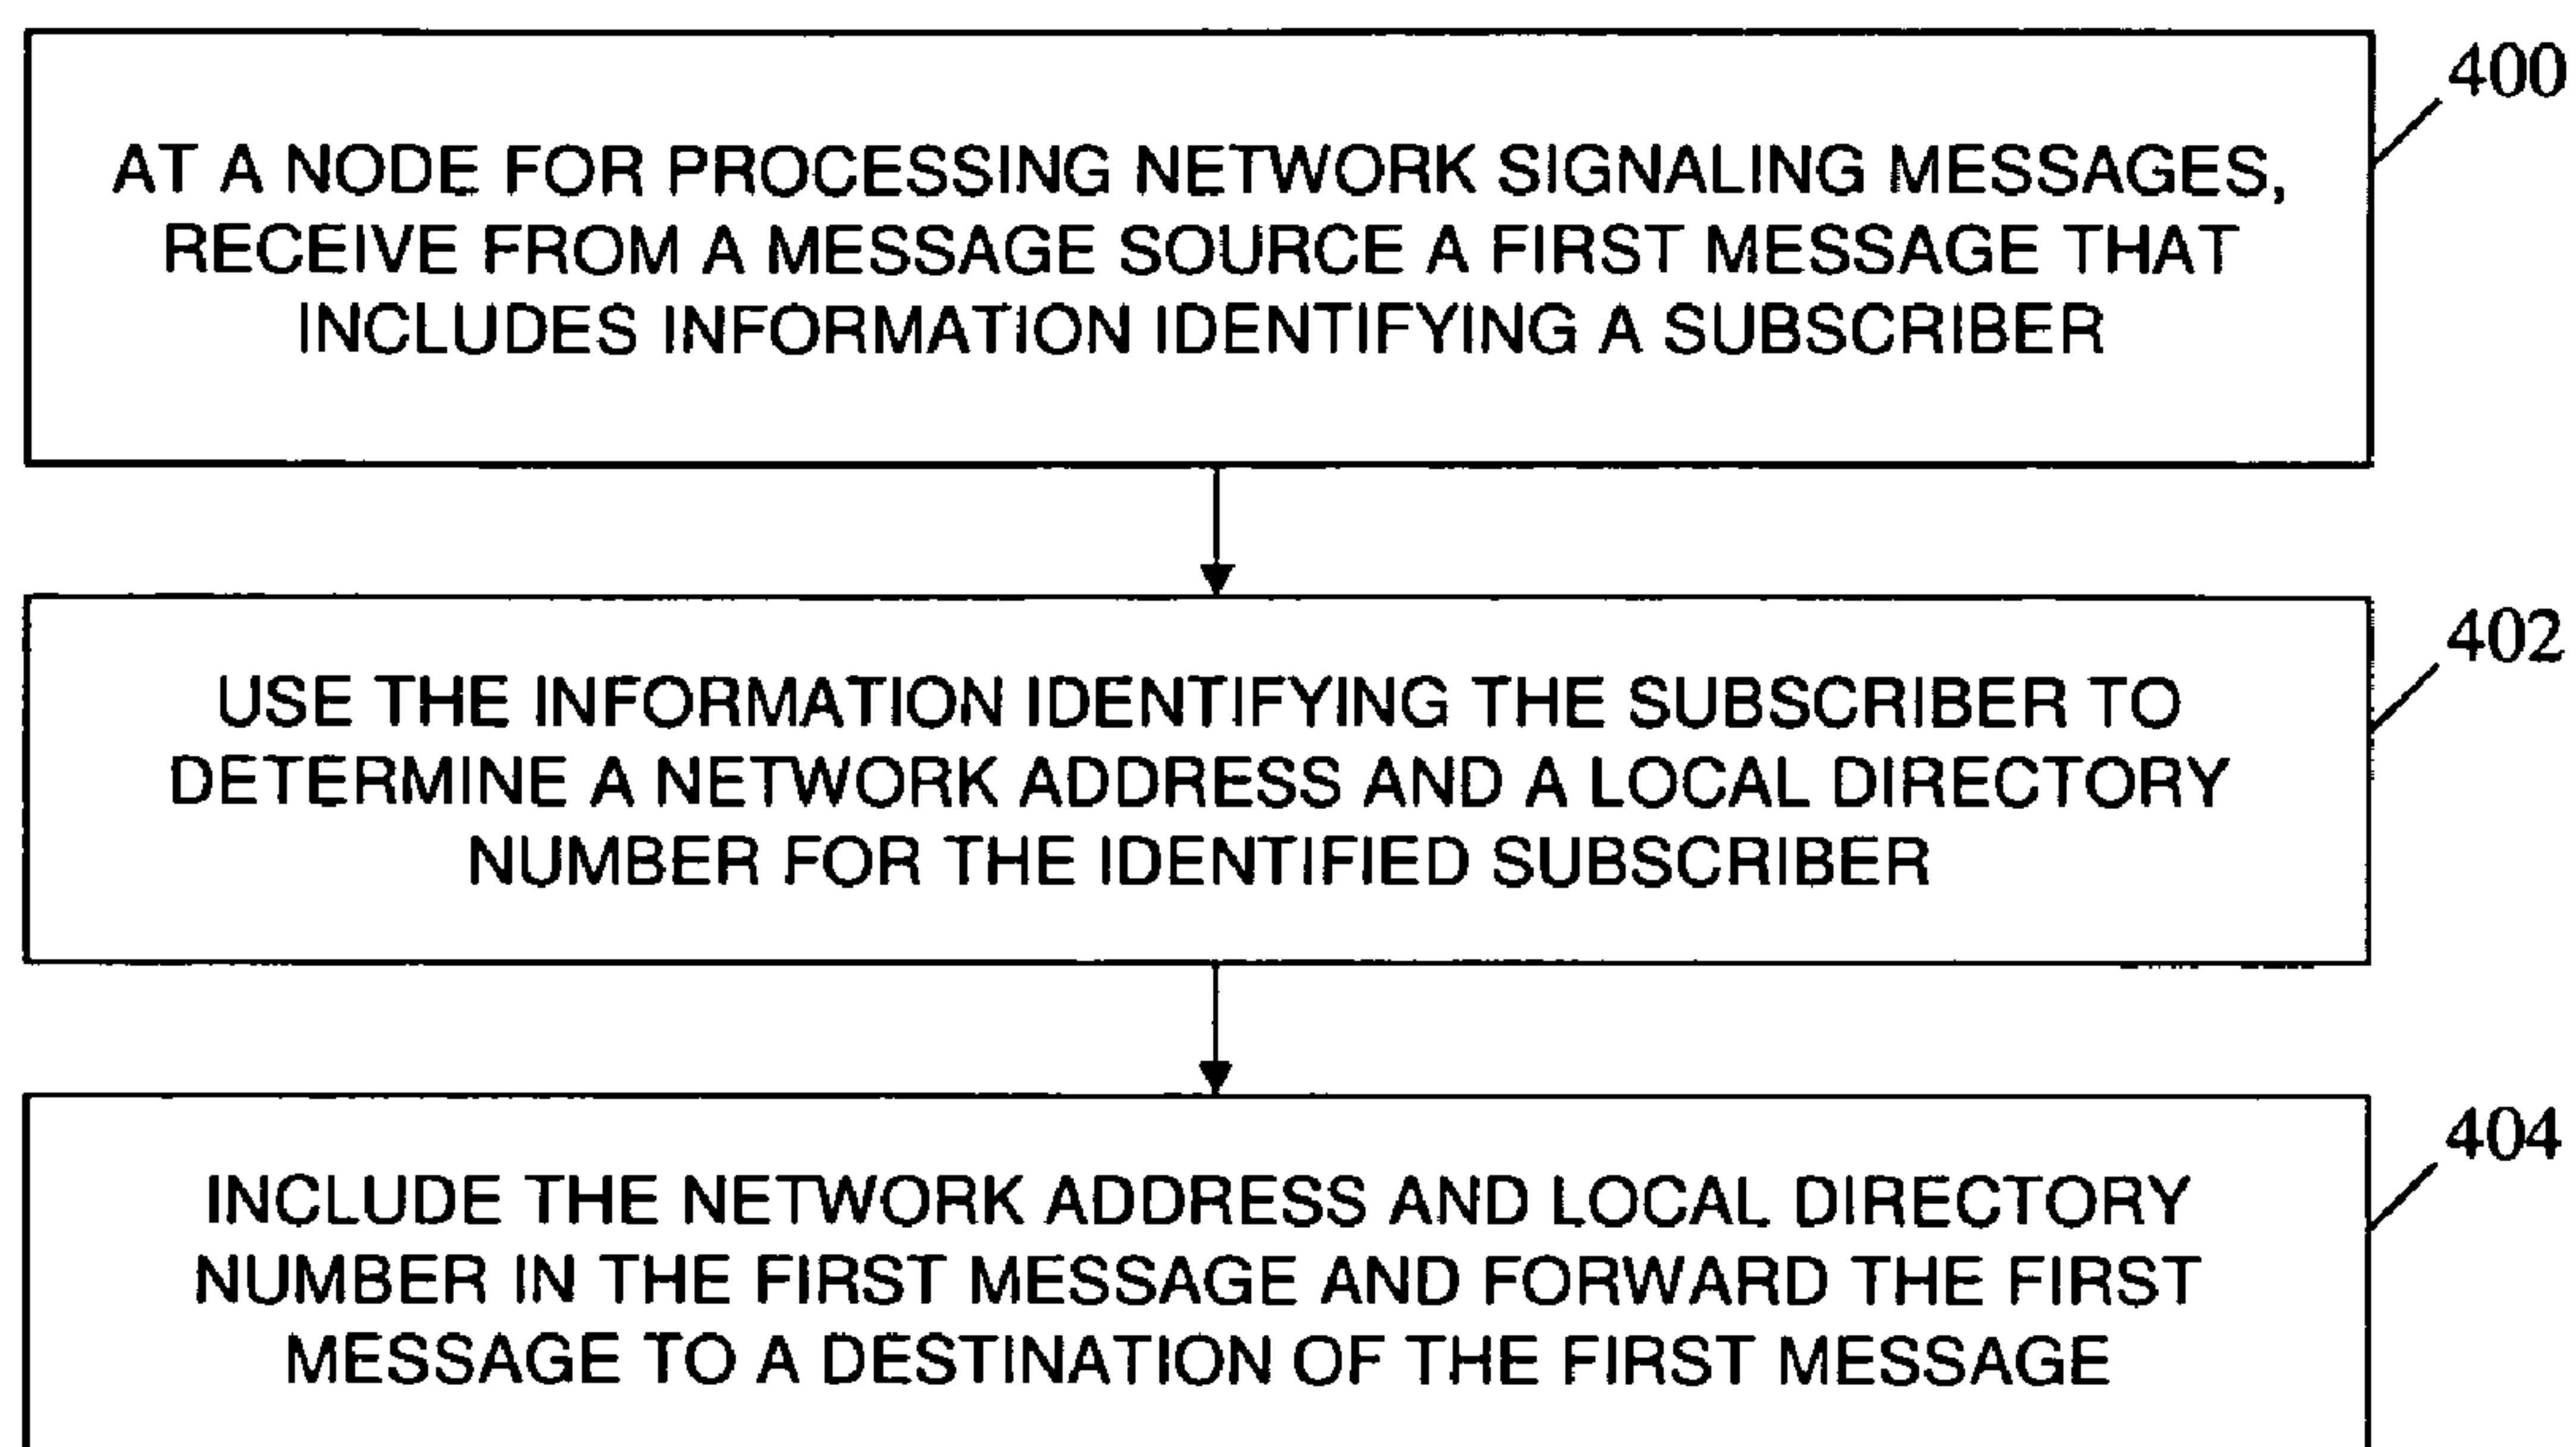 400
AT A NODE FOR PROCESSING NETWORK SIGNALING MESSAGES,
RECEIVE FROM A MESSAGE SOURCE A FIRST MESSAGE THAT
INCLUDES INFORMATION IDENTIFYING A SUBSCRIBER
402
USE THE INFORMATION IDENTIFYING THE SUBSCRIBER TO
DETERMINE A NETWORK ADDRESS AND A LOCAL DIRECTORY
NUMBER FOR THE IDENTIFIED SUBSCRIBER
404
INCLUDE THE NETWORK ADDRESS AND LOCAL DIRECTORY
NUMBER IN THE FIRST MESSAGE AND FORWARD THE FIRST
MESSAGE TO A DESTINATION OF THE FIRST MESSAGE